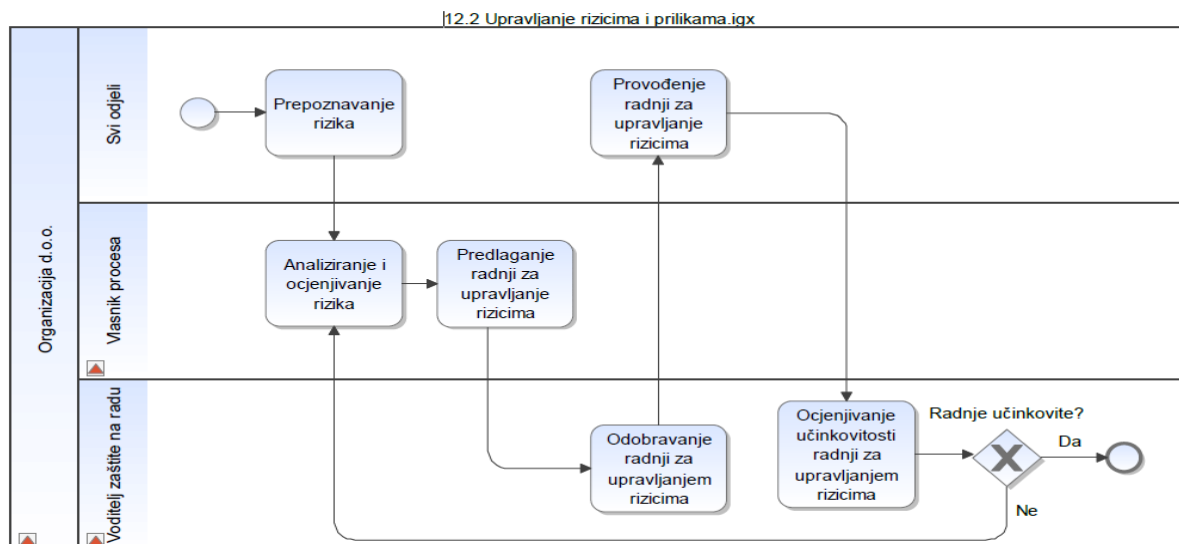 12.2 Upravljanje rizicima i prilikama.igx
Organizacija d.o.o.
Svi odjeli
Prepoznavanje
rizika
Provođenje
radnji za
upravljanje
rizicima
Vlasnik procesa
Analiziranje i
ocjenjivanje
rizika
Predlaganje
radnji za
upravljanje
rizicima
Voditelj zaštite na radu
Odobravanje
radnji za
upravljanjem
rizicima
Ocjenjivanje
učinkovitosti
radnji za
upravljanjem
rizicima
Radnje učinkovite?
Da
Ne